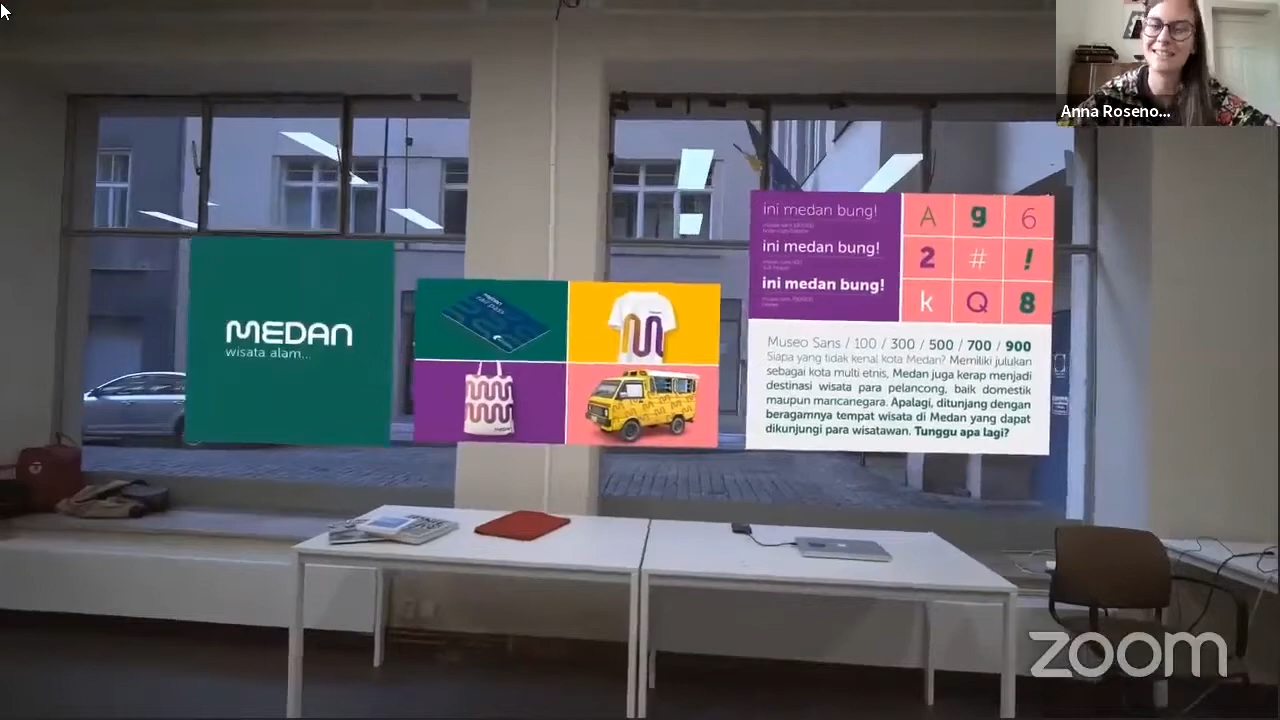 Anna Roseno...
MEDAN
wisata alam...
ini medan bung!
ini medan bung!
ini medan bung!
A g 6
2 # !
k Q 8
Museo Sans / 100 / 300 / 500 / 700 / 900
Siapa yang tidak kenal kota Medan? Memiliki julukan
sebagai kota multi etnis, Medan juga kerap menjadi
destinasi wisata para pelancong, baik domestik
maupun mancanegara. Apalagi, ditunjang dengan
beragamnya tempat wisata di Medan yang dapat
dikunjungi para wisatawan. Tunggu apa lagi?
zoom